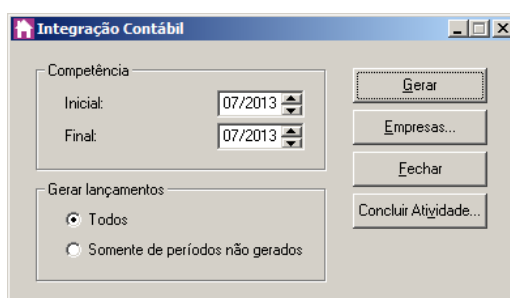 Integração Contábil
Competência
Inicial: 07/2013
Final: 07/2013
Gerar lançamentos
Todos
Somente de períodos não gerados
Gerar
Empresas...
Fechar
Concluir Atividade...